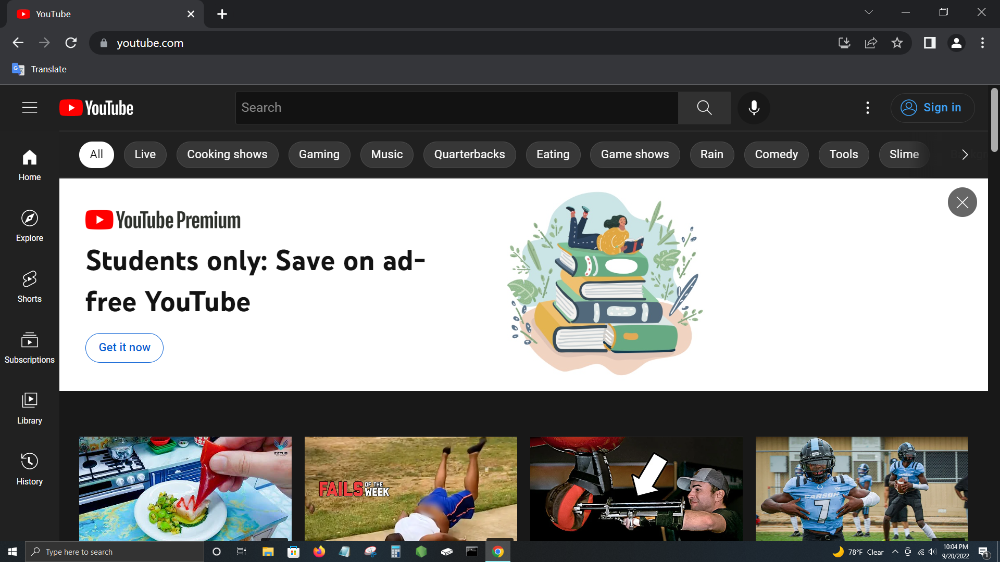 YouTube
youtube.com
Translate
YouTube
Search
Sign in
All
Live
Cooking shows
Gaming
Music
Quarterbacks
Eating
Game shows
Rain
Comedy
Tools
Slime
Home
Explore
Shorts
Subscriptions
Library
History
YouTube Premium
Students only: Save on ad-
free YouTube
Get it now
EZTUB
FAILS OF THE WEEK
CARSON
7
Type here to search
78°F Clear
10:04 PM
9/20/2022
1